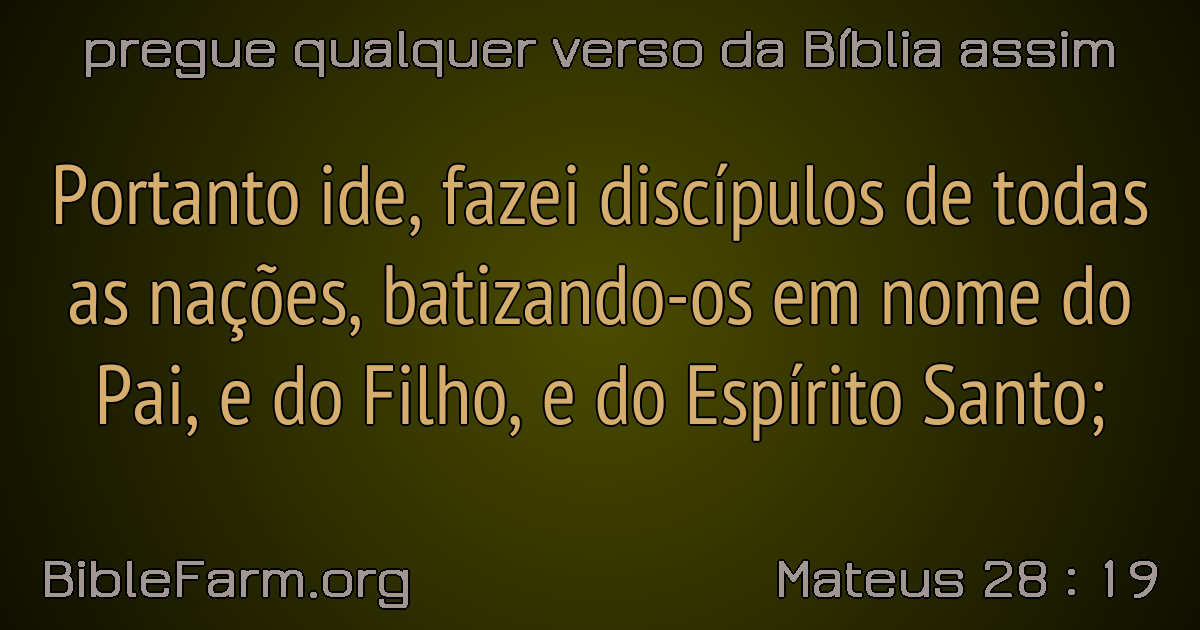 pregue qualquer verso da Bíblia assim
Portanto ide, fazei discípulos de todas
as nações, batizando-os em nome do
Pai, e do Filho, e do Espírito Santo;
BibleFarm.org
Mateus 28 : 19